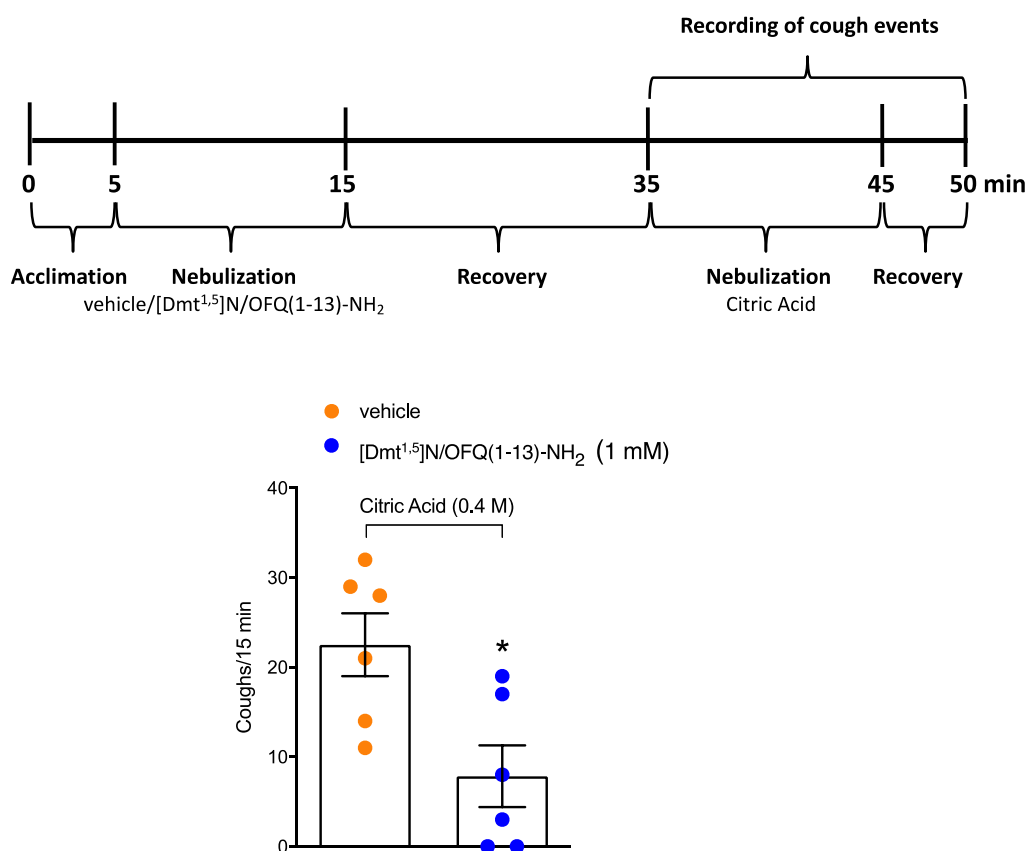 Recording of cough events
0 5 15 35 45 50 min
Acclimation Nebulization Recovery Nebulization Recovery
vehicle/[Dmt1,5]N/OFQ(1-13)-NH2 Citric Acid
vehicle
[Dmt1,5]N/OFQ(1-13)-NH2 (1 mM)
40
Citric Acid (0.4 M)
30
*
20
10
0
Coughs/15 min